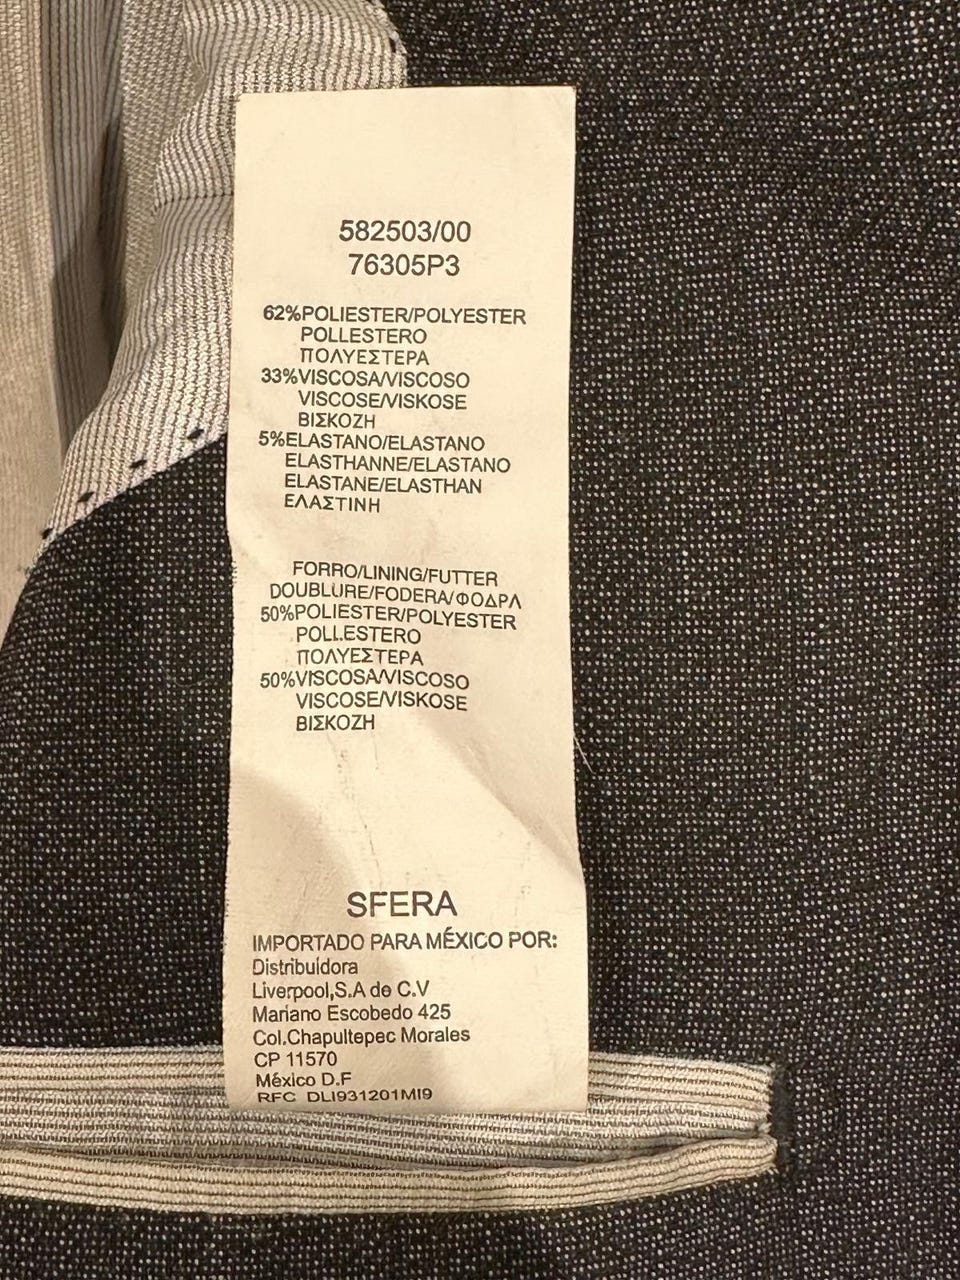 582503/00
76305P3
62%POLIESTER/POLYESTER
POLLESTERO
ΠΟΛΥΕΣΤΕΡΑ
33%VISCOSA/VISCOSO
VISCOSE/VISKOSE
ΒΙΣΚΟΖΗ
5%ELASTANO/ELASTANO
ELASTHANNE/ELASTANO
ELASTANE/ELASTHAN
ΕΛΑΣΤΙΝΗ
FORRO/LINING/FUTTER
DOUBLURE/FODERA/ΦΟΔΡΑ
50%POLIESTER/POLYESTER
POLLESTERO
ΠΟΛΥΕΣΤΕΡΑ
50%VISCOSA/VISCOSO
VISCOSE/VISKOSE
ΒΙΣΚΟΖΗ
SFERA
IMPORTADO PARA MÉXICO POR:
Distribuidora
Liverpool,S.A de C.V
Mariano Escobedo 425
Col.Chapultepec Morales
CP 11570
México D.F
RFC DLI931201MI9